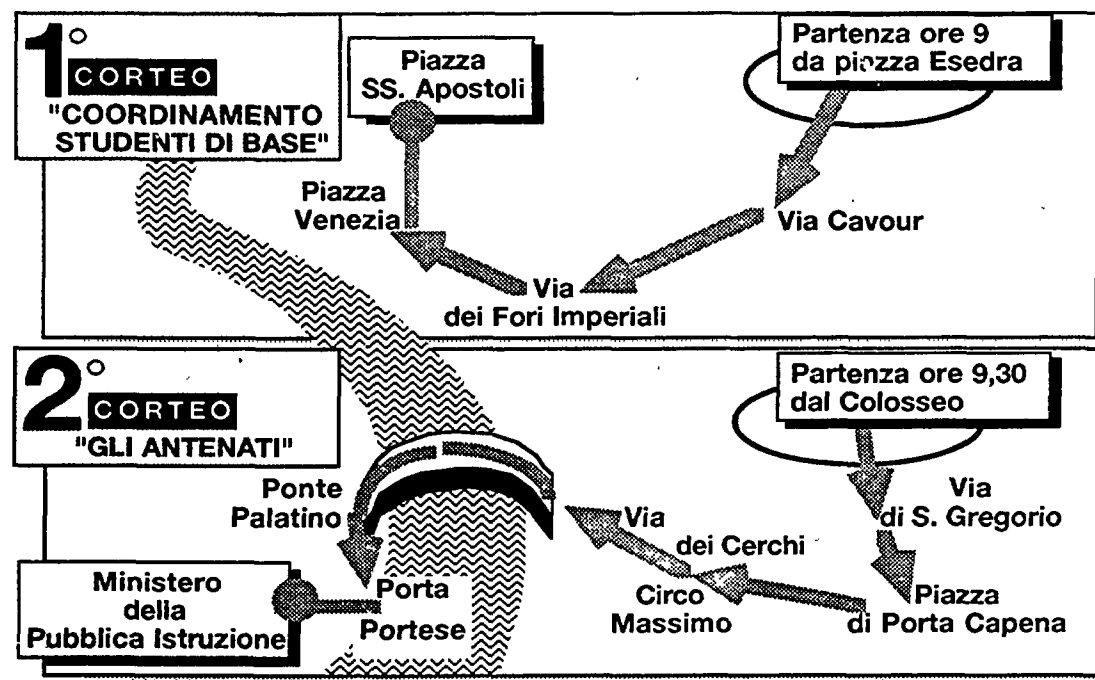 1°
CORTEO
"COORDINAMENTO
STUDENTI DI BASE"
Piazza
SS. Apostoli
Partenza ore 9
da piazza Esedra
Piazza
Venezia
Via Cavour
Via
dei Fori Imperiali
2°
CORTEO
"GLI ANTENATI"
Partenza ore 9,30
dal Colosseo
Ponte
Palatino
Via
di S. Gregorio
Via
dei Cerchi
Ministero
della
Pubblica Istruzione
Porta
Portese
Circo
Massimo
Piazza
di Porta Capena